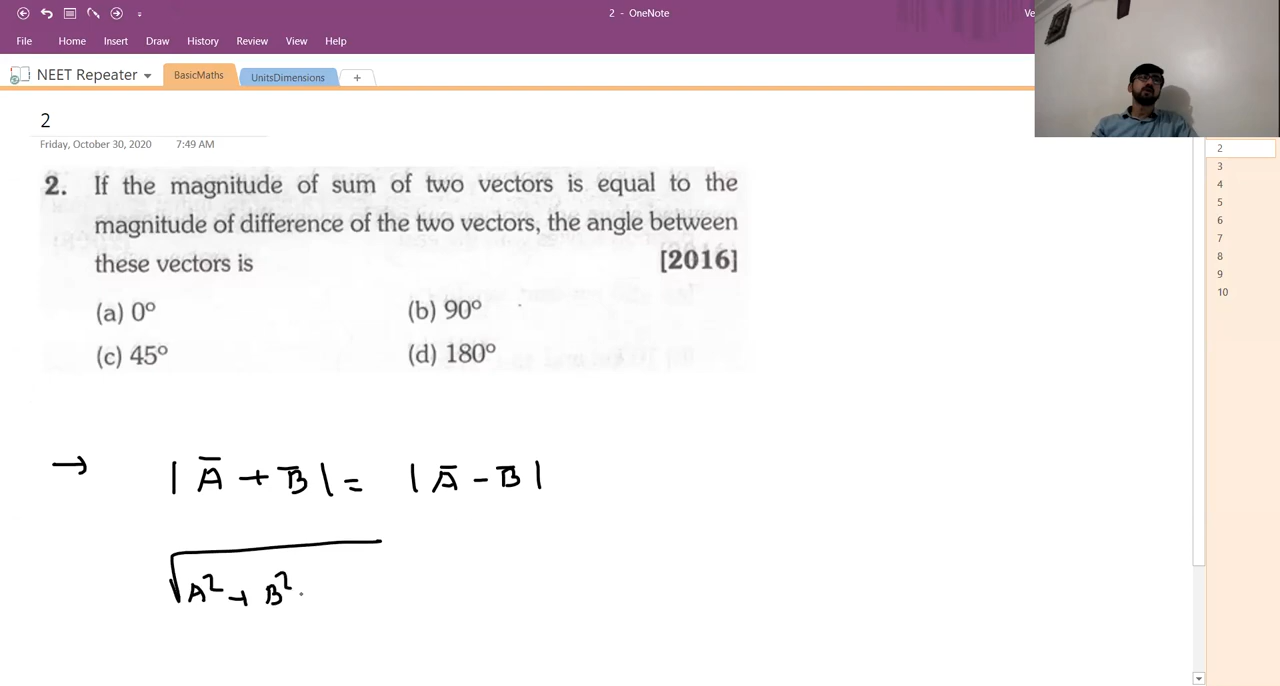 2 - OneNote
Ve
File Home Insert Draw History Review View Help
NEET Repeater BasicMaths UnitsDimensions +
2
Friday, October 30, 2020 7:49 AM
2. If the magnitude of sum of two vectors is equal to the
magnitude of difference of the two vectors, the angle between
these vectors is [2016]
(a) 0° (b) 90°
(c) 45° (d) 180°
→ |A̅ + B̅| = |A̅ - B̅|
√A² + B²
2
3
4
5
6
7
8
9
10